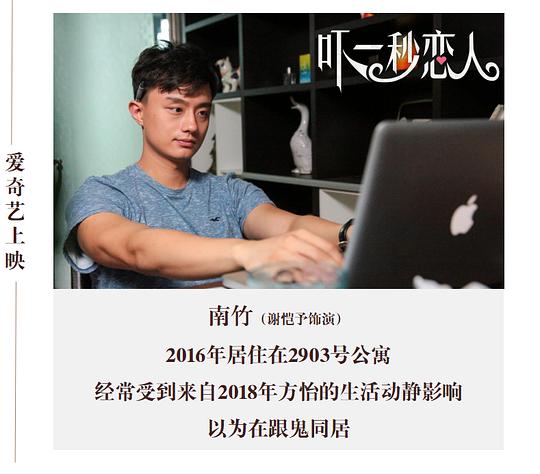 吓一秒恋人
爱奇艺上映
南竹（谢恺予饰演）
2016年居住在2903号公寓
经常受到来自2018年方怡的生活动静影响
以为在跟鬼同居